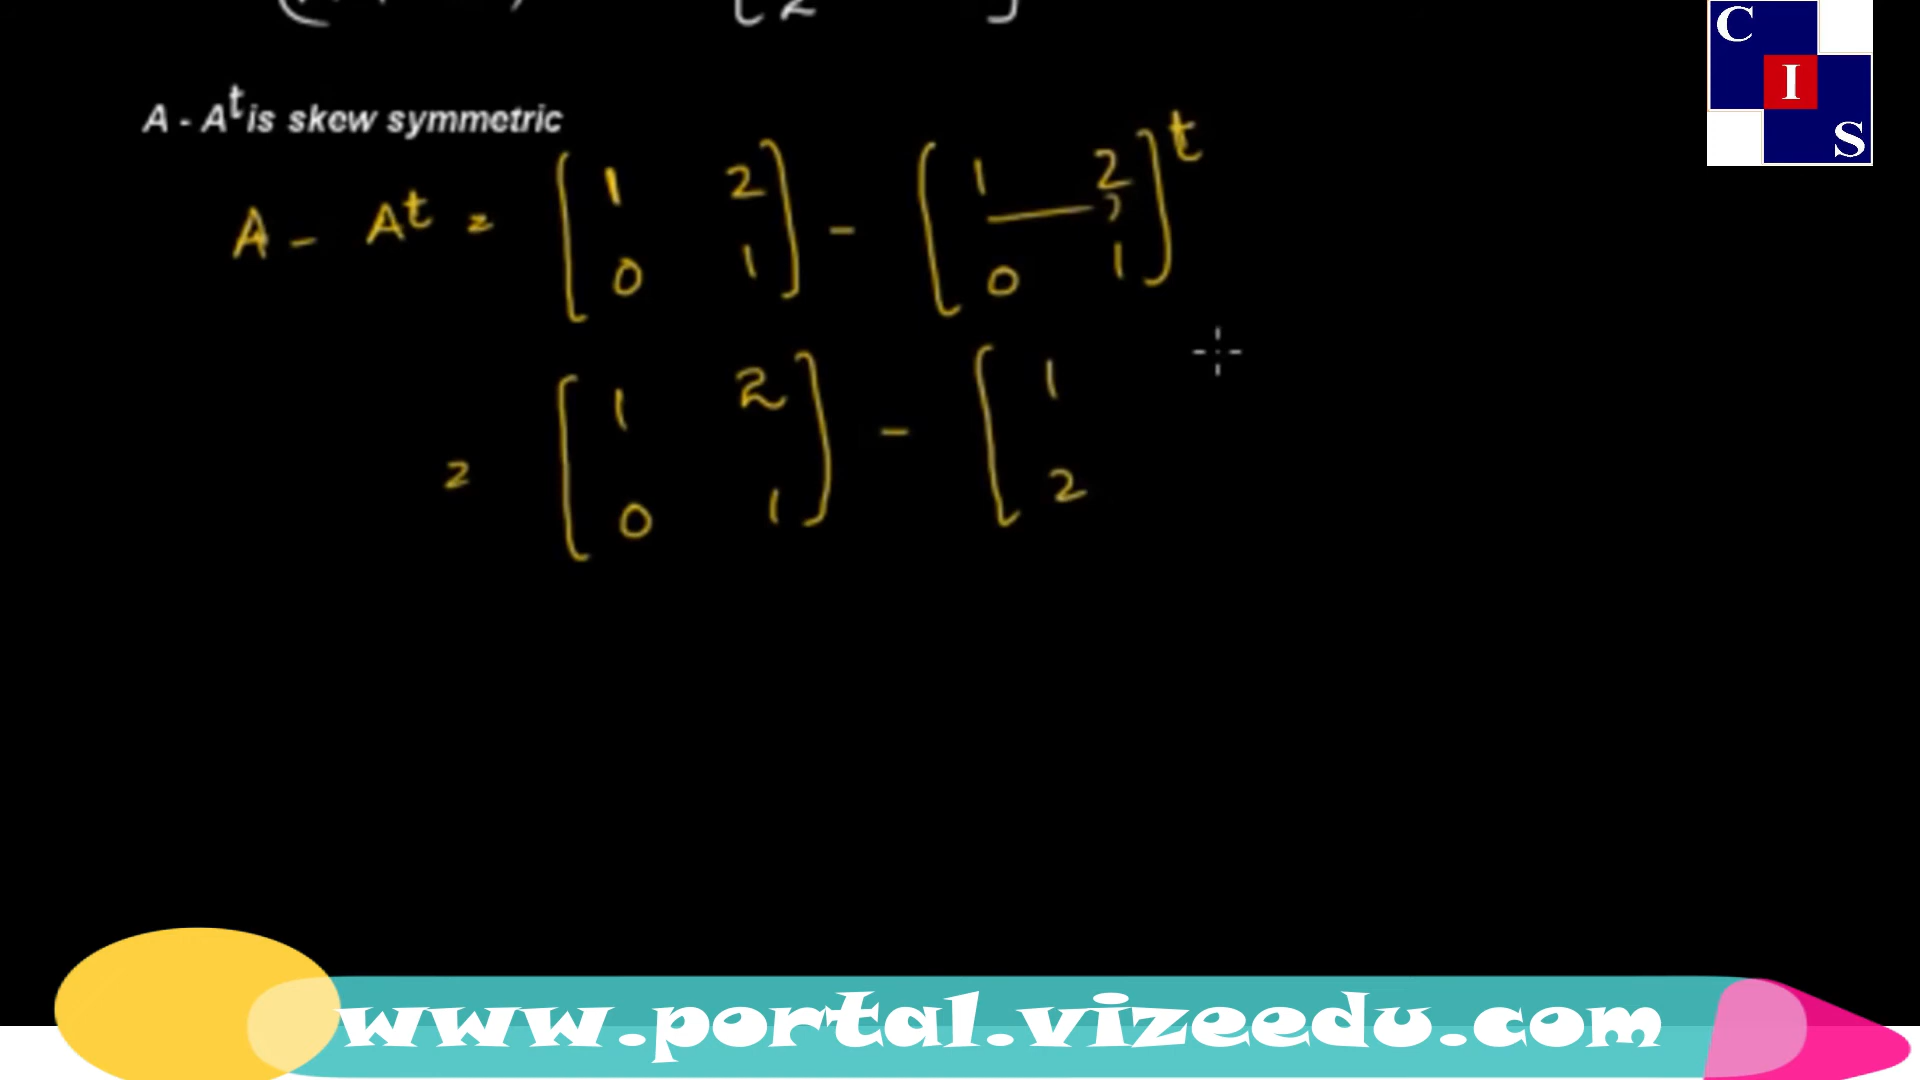 [2 ]
C
I
S
A - A^t is skew symmetric
A - A^t = [1 2 0 1] - [1 2 0 1]^t
= [1 2 0 1] - [1 2
www.portal.vizeedu.com